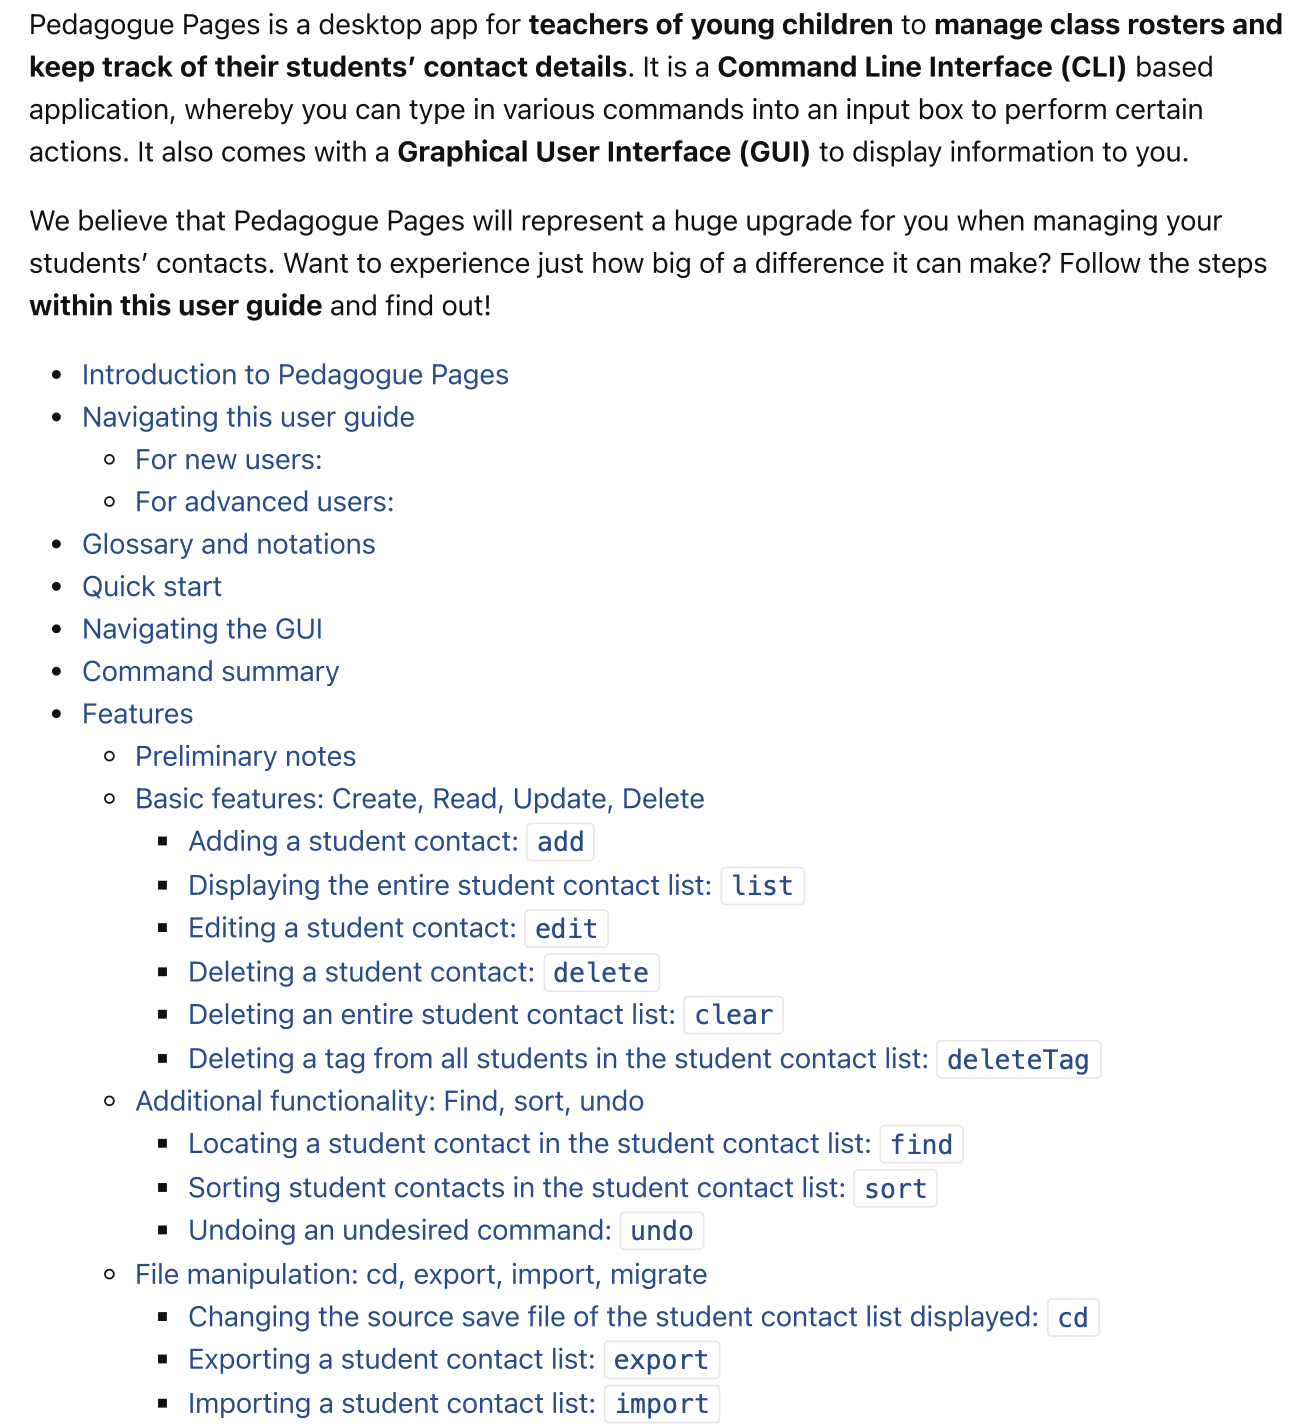 Pedagogue Pages is a desktop app for teachers of young children to manage class rosters and
keep track of their students’ contact details. It is a Command Line Interface (CLI) based
application, whereby you can type in various commands into an input box to perform certain
actions. It also comes with a Graphical User Interface (GUI) to display information to you.
We believe that Pedagogue Pages will represent a huge upgrade for you when managing your
students’ contacts. Want to experience just how big of a difference it can make? Follow the steps
within this user guide and find out!
Introduction to Pedagogue Pages
Navigating this user guide
For new users:
For advanced users:
Glossary and notations
Quick start
Navigating the GUI
Command summary
Features
Preliminary notes
Basic features: Create, Read, Update, Delete
Adding a student contact: add
Displaying the entire student contact list: list
Editing a student contact: edit
Deleting a student contact: delete
Deleting an entire student contact list: clear
Deleting a tag from all students in the student contact list: deleteTag
Additional functionality: Find, sort, undo
Locating a student contact in the student contact list: find
Sorting student contacts in the student contact list: sort
Undoing an undesired command: undo
File manipulation: cd, export, import, migrate
Changing the source save file of the student contact list displayed: cd
Exporting a student contact list: export
Importing a student contact list: import